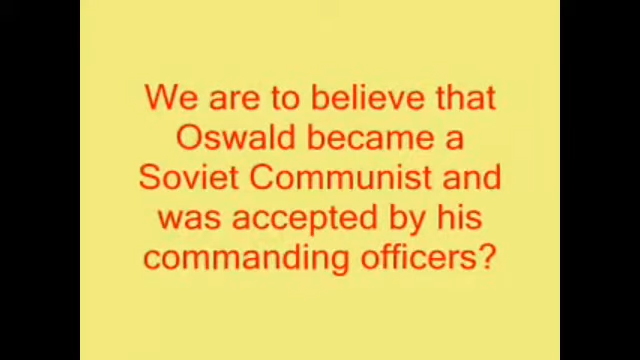 We are to believe that
Oswald became a
Soviet Communist and
was accepted by his
commanding officers?